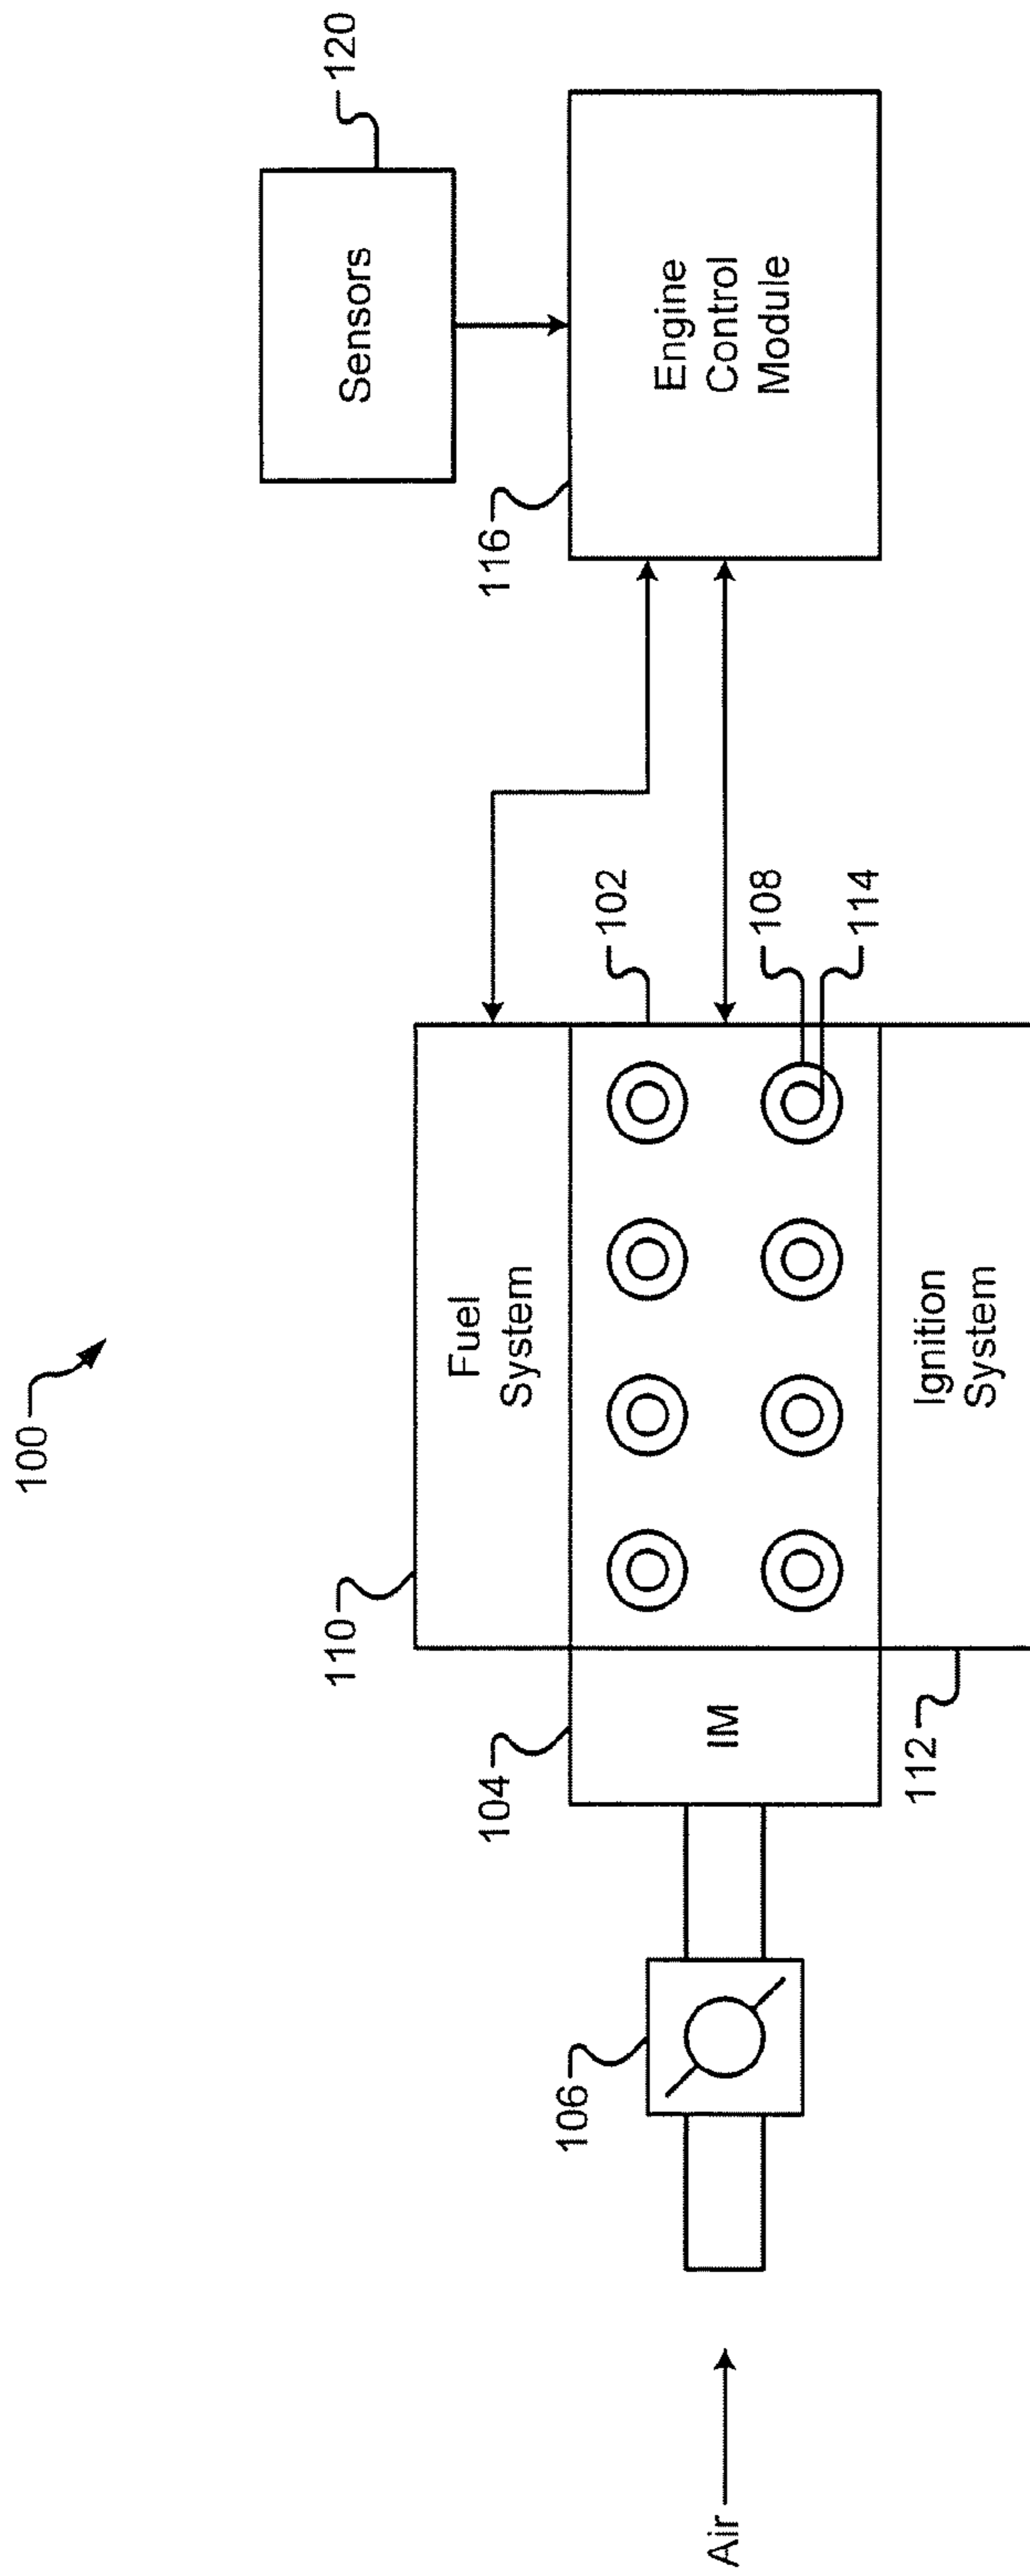 100
120
Sensors
116
Engine
Control
Module
110
Fuel
System
102
108
114
104
IM
106
112
Ignition
System
Air